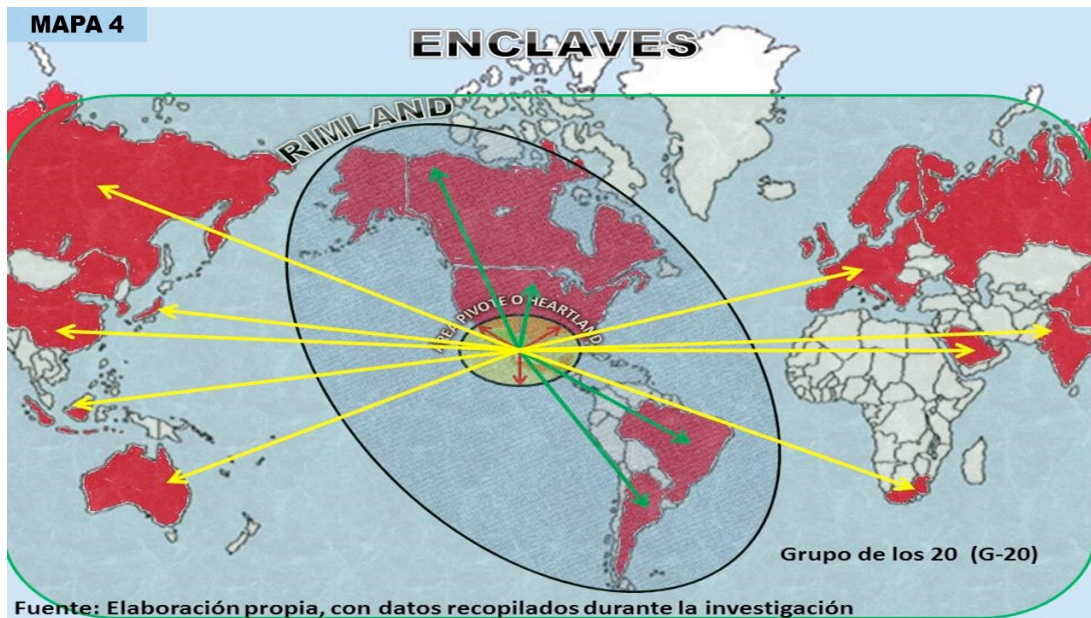 MAPA 4
ENCLAVES
RIMLAND
AREA PIVOTE O HEARTLAND
Grupo de los 20 (G-20)
Fuente: Elaboración propia, con datos recopilados durante la investigación